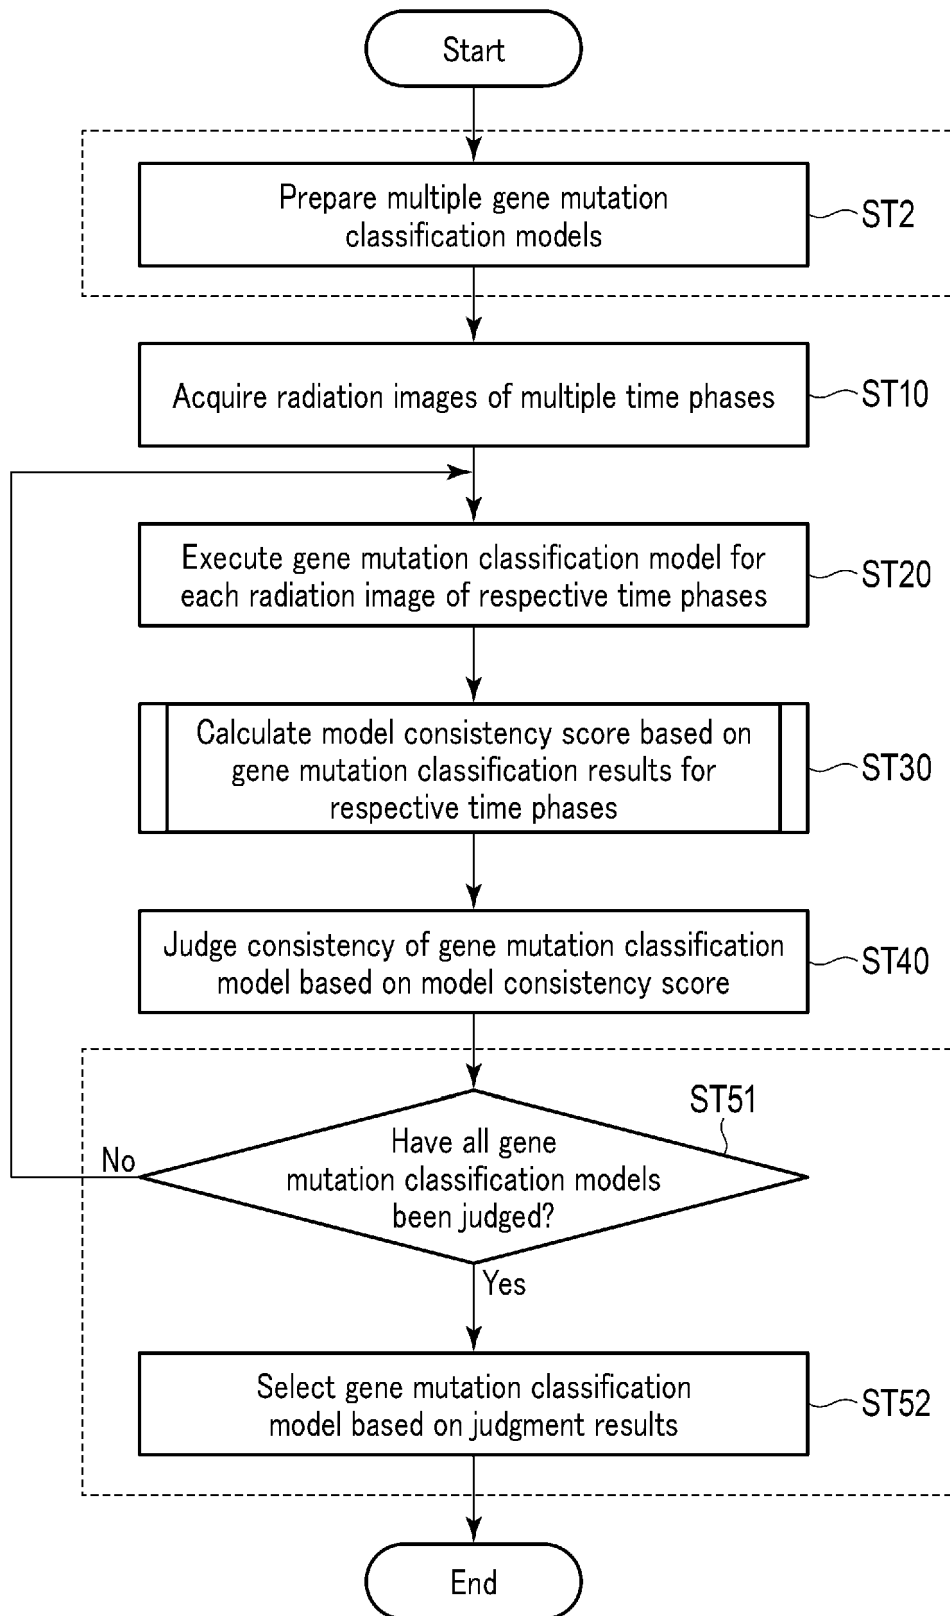 Start
Prepare multiple gene mutation
classification models
ST2
Acquire radiation images of multiple time phases
ST10
Execute gene mutation classification model for
each radiation image of respective time phases
ST20
Calculate model consistency score based on
gene mutation classification results for
respective time phases
ST30
Judge consistency of gene mutation classification
model based on model consistency score
ST40
ST51
Have all gene
mutation classification models
been judged?
No
Yes
Select gene mutation classification
model based on judgment results
ST52
End